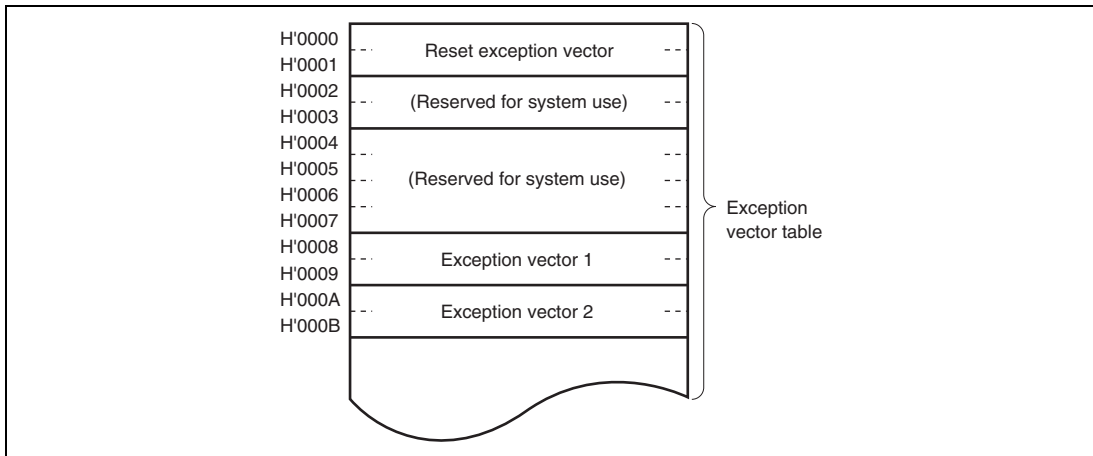 H'0000
Reset exception vector
H'0001
H'0002
(Reserved for system use)
H'0003
H'0004
H'0005
(Reserved for system use)
H'0006
H'0007
Exception
vector table
H'0008
Exception vector 1
H'0009
H'000A
Exception vector 2
H'000B